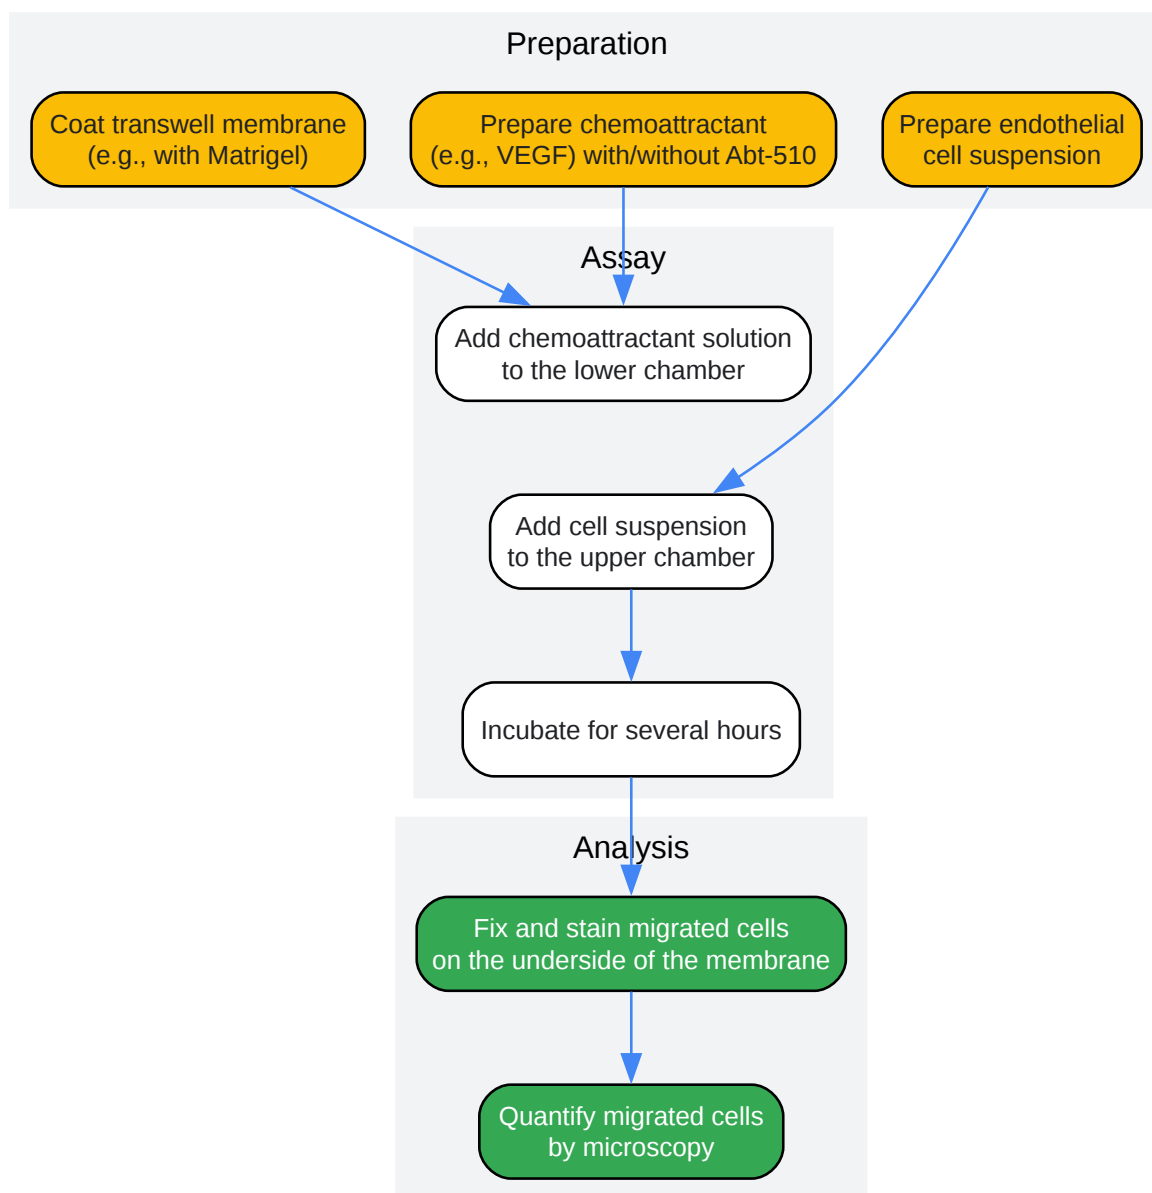 Preparation
Coat transwell membrane
(e.g., with Matrigel)
Prepare chemoattractant
(e.g., VEGF) with/without Abt-510
Prepare endothelial
cell suspension
Assay
Add chemoattractant solution
to the lower chamber
Add cell suspension
to the upper chamber
Incubate for several hours
Analysis
Fix and stain migrated cells
on the underside of the membrane
Quantify migrated cells
by microscopy